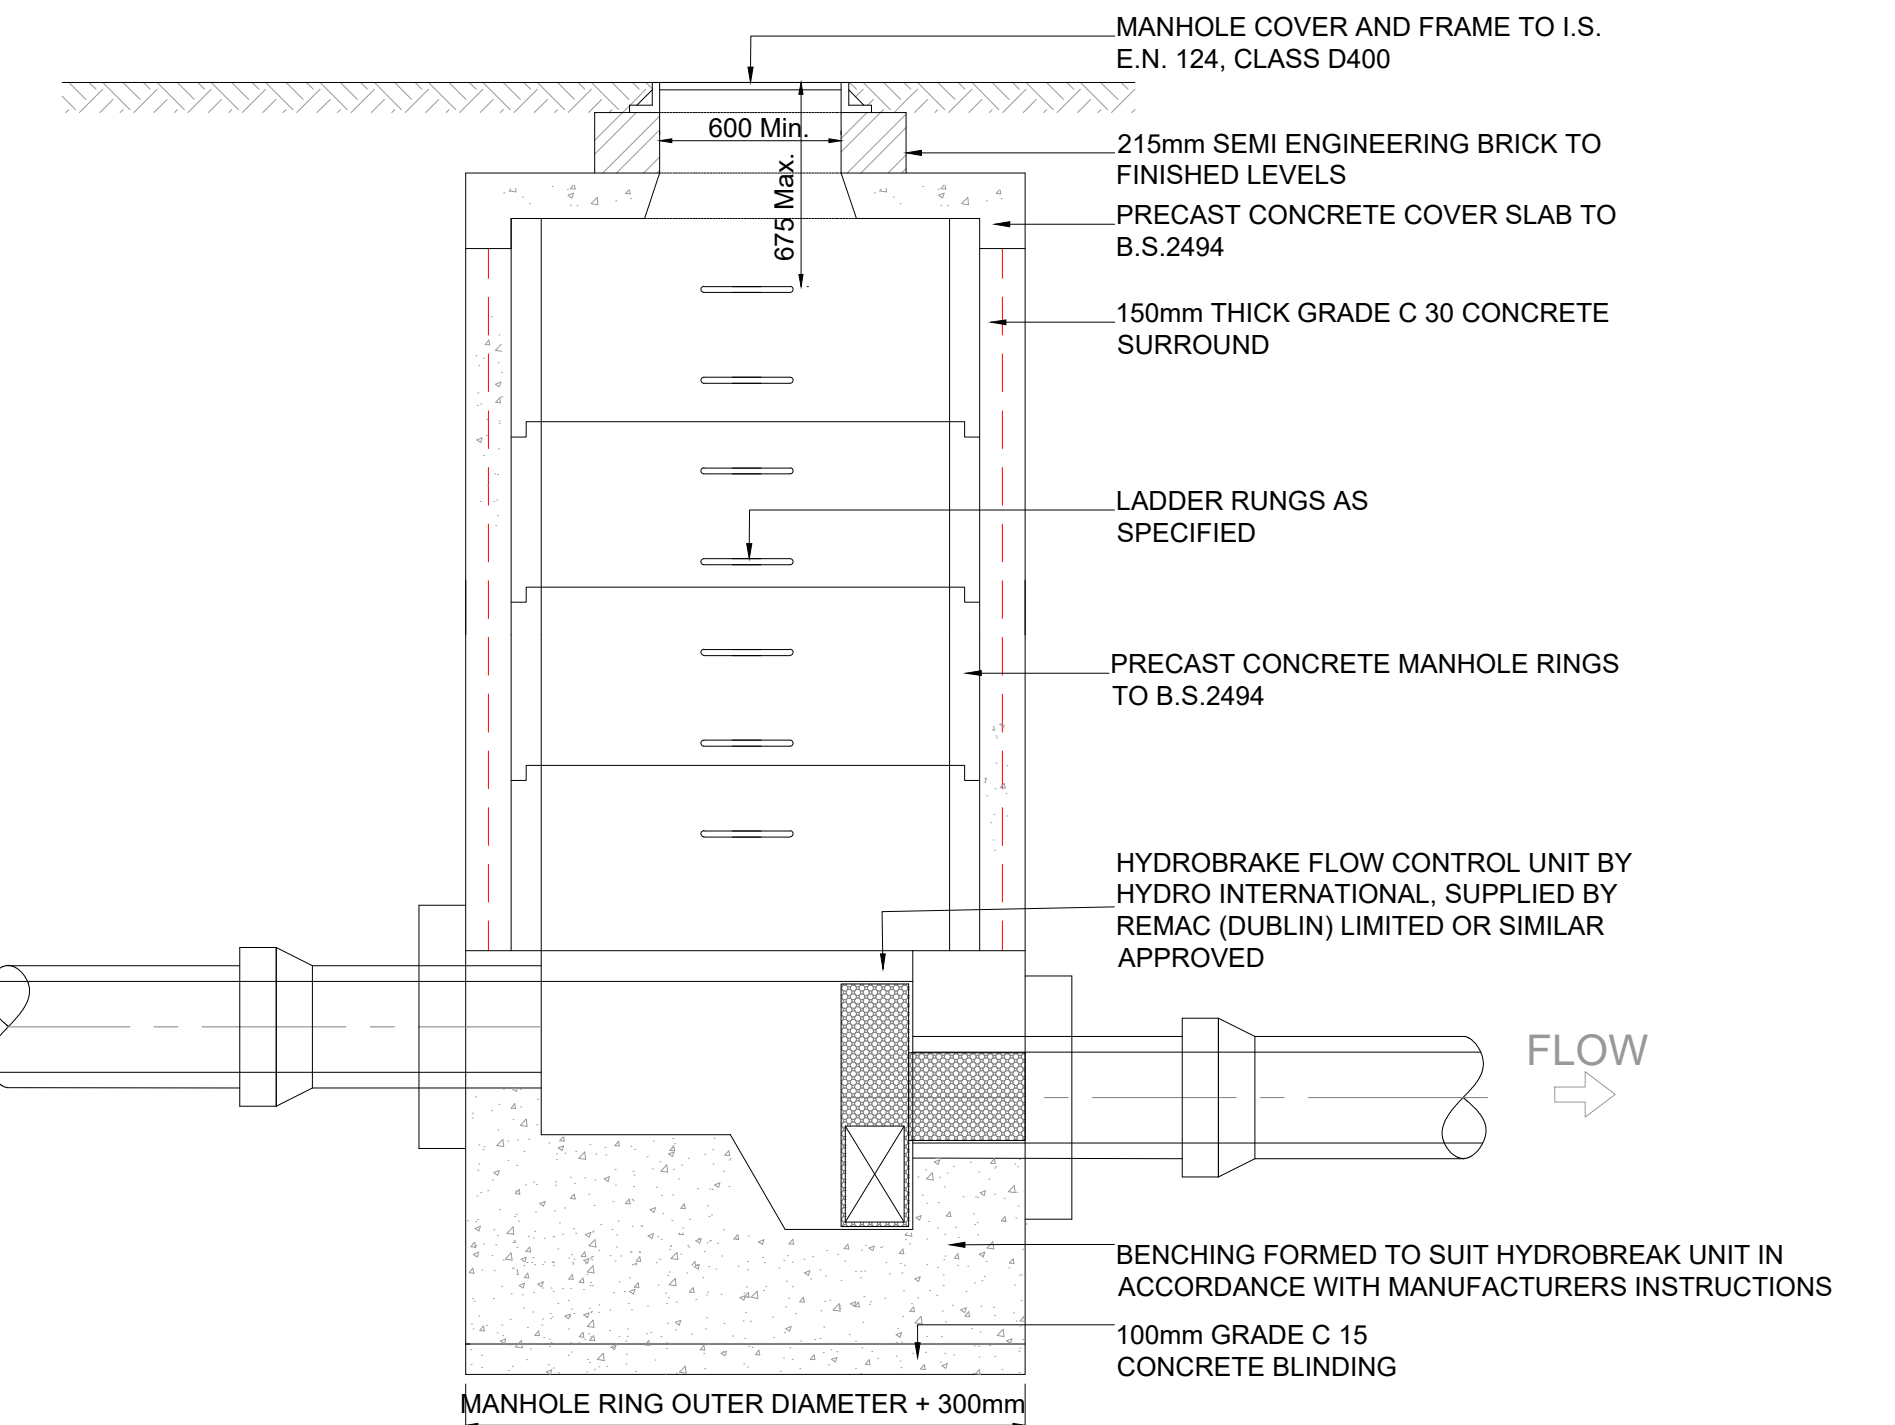 MANHOLE COVER AND FRAME TO I.S.
E.N. 124, CLASS D400
600 Min.
675 Max.
215mm SEMI ENGINEERING BRICK TO
FINISHED LEVELS
PRECAST CONCRETE COVER SLAB TO
B.S.2494
150mm THICK GRADE C 30 CONCRETE
SURROUND
LADDER RUNGS AS
SPECIFIED
PRECAST CONCRETE MANHOLE RINGS
TO B.S.2494
HYDROBRAKE FLOW CONTROL UNIT BY
HYDRO INTERNATIONAL, SUPPLIED BY
REMAC (DUBLIN) LIMITED OR SIMILAR
APPROVED
FLOW
BENCHING FORMED TO SUIT HYDROBREAK UNIT IN
ACCORDANCE WITH MANUFACTURERS INSTRUCTIONS
100mm GRADE C 15
CONCRETE BLINDING
MANHOLE RING OUTER DIAMETER + 300mm